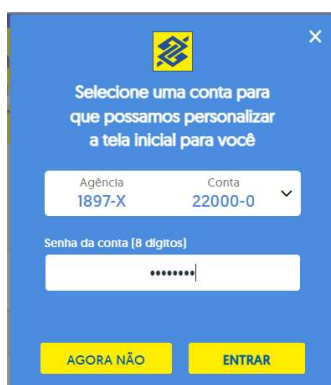 ×
Selecione uma conta para
que possamos personalizar
a tela inicial para você
Agência Conta
1897-X 22000-0
Senha da conta (8 dígitos)
••••••••
AGORA NÃO ENTRAR